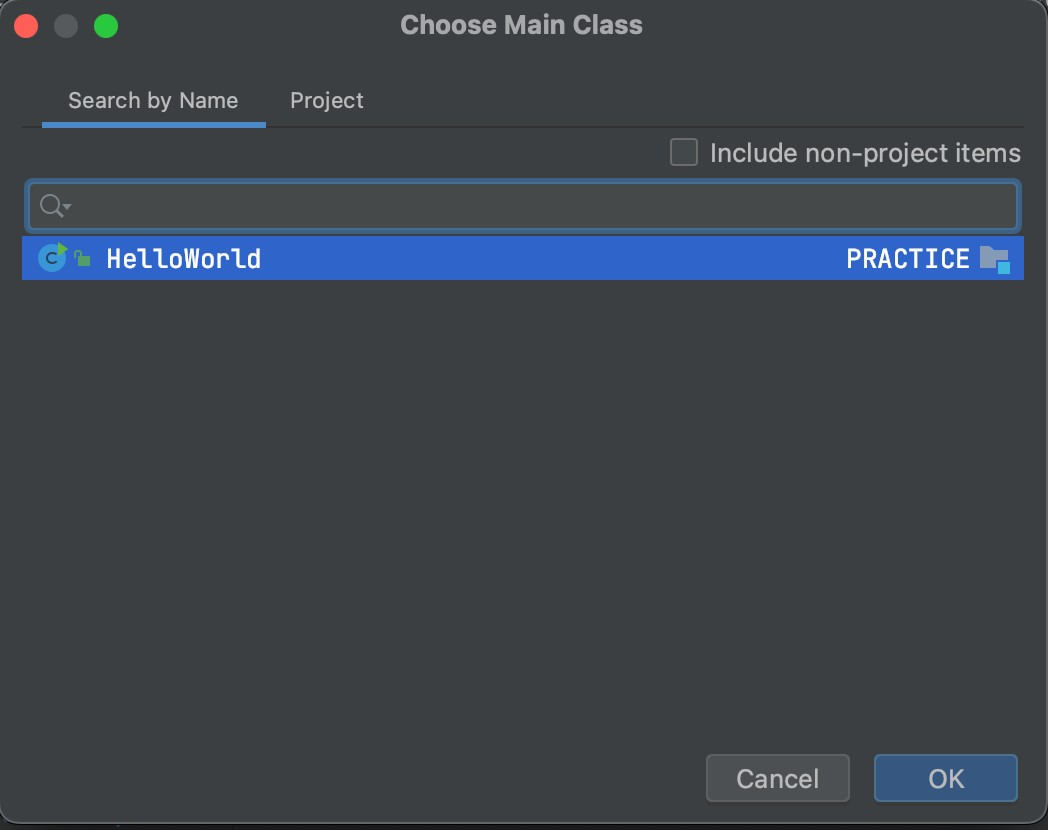 Choose Main Class
Search by Name Project
Include non-project items
HelloWorld PRACTICE
Cancel OK